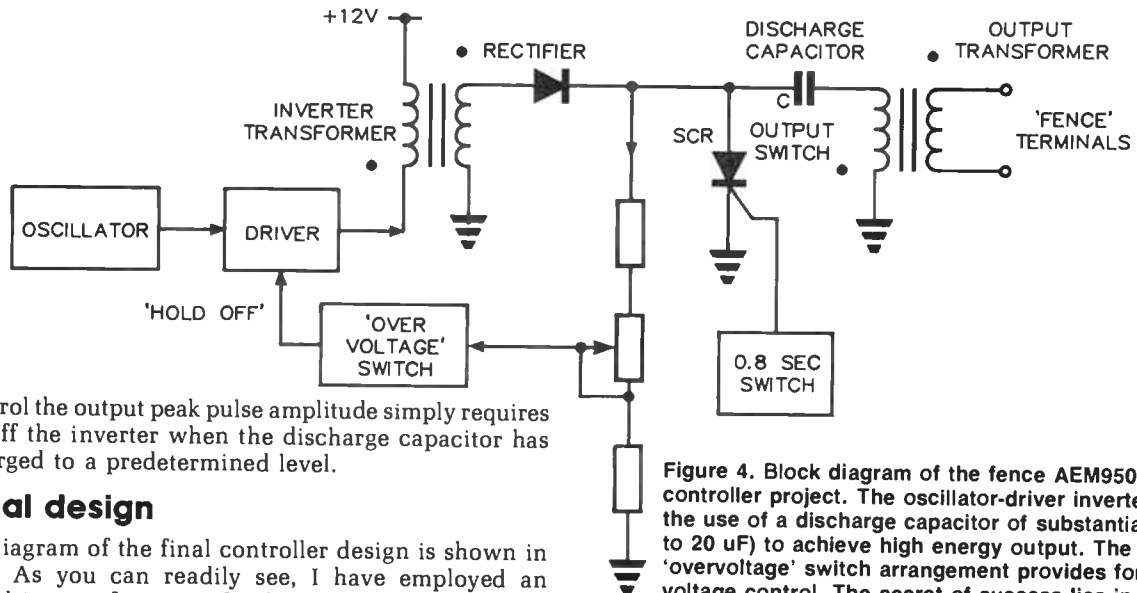 +12V
RECTIFIER
DISCHARGE
CAPACITOR
OUTPUT
TRANSFORMER
INVERTER
TRANSFORMER
C
SCR
OUTPUT
SWITCH
'FENCE'
TERMINALS
OSCILLATOR
DRIVER
'HOLD OFF'
'OVER
VOLTAGE'
SWITCH
0.8 SEC
SWITCH
rol the output peak pulse amplitude simply requires
ff the inverter when the discharge capacitor has
rged to a predetermined level.
al design
iagram of the final controller design is shown in
As you can readily see, I have employed an
Figure 4. Block diagram of the fence AEM950
controller project. The oscillator-driver inverte
the use of a discharge capacitor of substantia
to 20 uF) to achieve high energy output. The
'overvoltage' switch arrangement provides for
voltage control. The secret of success lies in